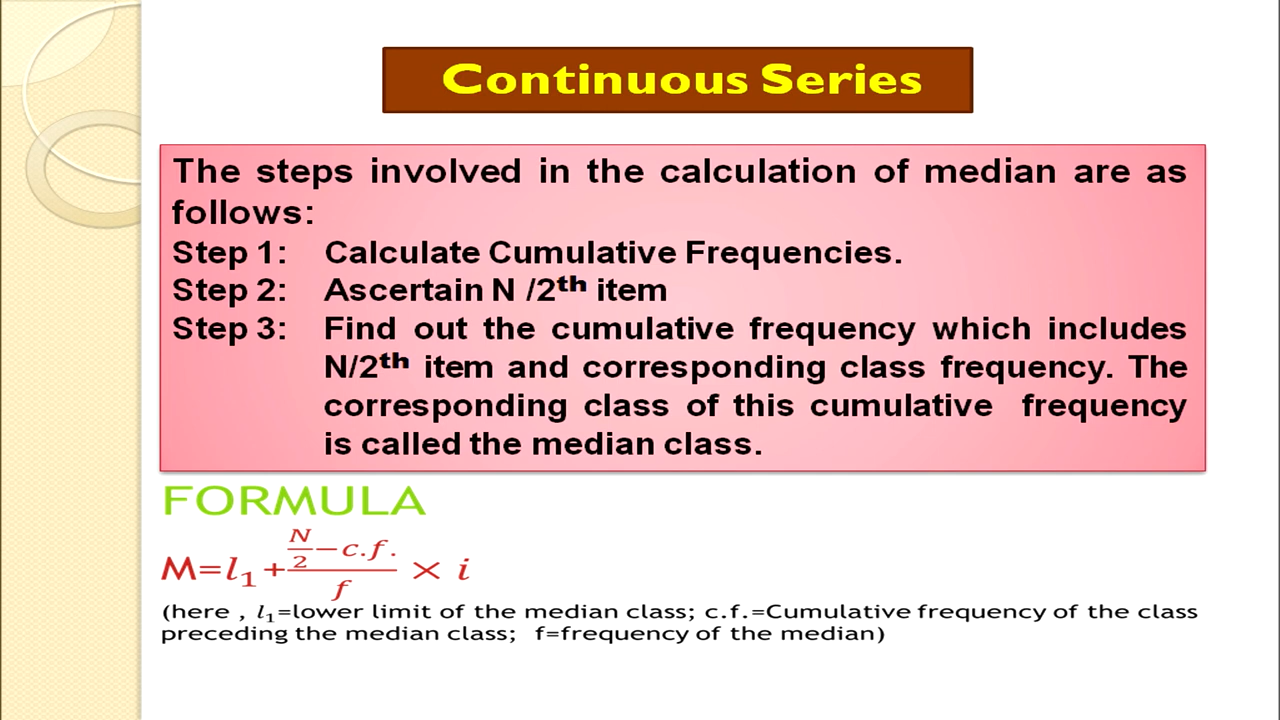 Continuous Series
The steps involved in the calculation of median are as
follows:
Step 1: Calculate Cumulative Frequencies.
Step 2: Ascertain N /2ᵗʰ item
Step 3: Find out the cumulative frequency which includes
N/2ᵗʰ item and corresponding class frequency. The
corresponding class of this cumulative frequency
is called the median class.
FORMULA
M=l₁+((N/2)−c.f.)/f × i
(here , l₁=lower limit of the median class; c.f.=Cumulative frequency of the class
preceding the median class; f=frequency of the median)